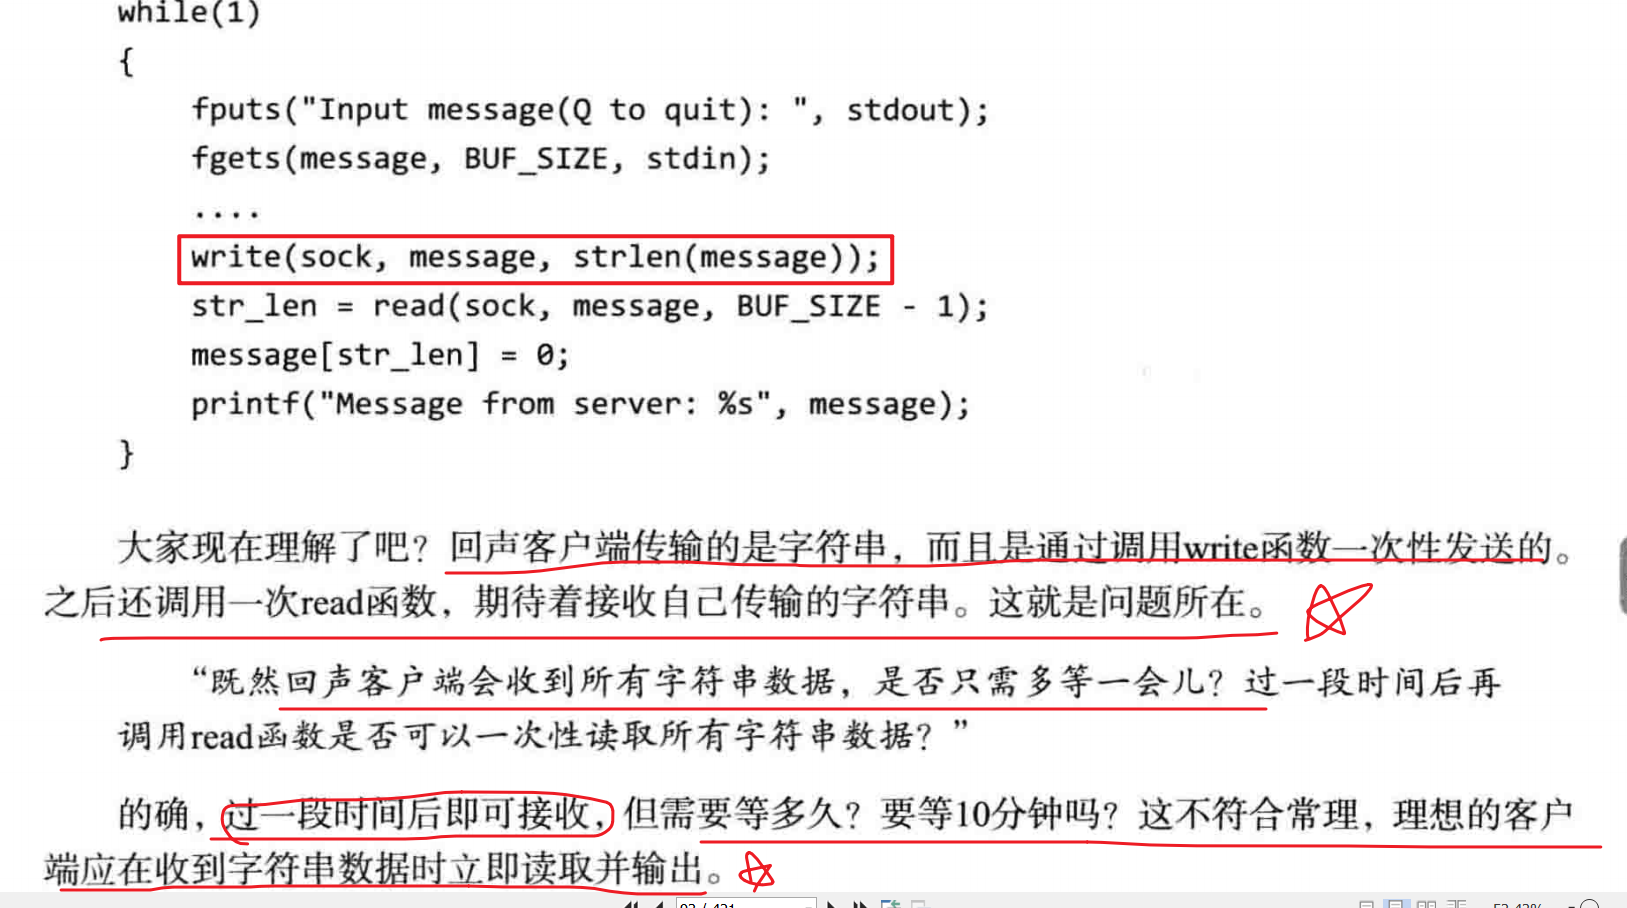 while(1)
{
fputs("Input message(Q to quit): ", stdout);
fgets(message, BUF_SIZE, stdin);
....
write(sock, message, strlen(message));
str_len = read(sock, message, BUF_SIZE - 1);
message[str_len] = 0;
printf("Message from server: %s", message);
}
大家现在理解了吧？回声客户端传输的是字符串，而且是通过调用write函数一次性发送的。
之后还调用一次read函数，期待着接收自己传输的字符串。这就是问题所在。
“既然回声客户端会收到所有字符串数据，是否只需多等一会儿？过一段时间后再
调用read函数是否可以一次性读取所有字符串数据？”
的确，过一段时间后即可接收，但需要等多久？要等10分钟吗？这不符合常理，理想的客户
端应在收到字符串数据时立即读取并输出。